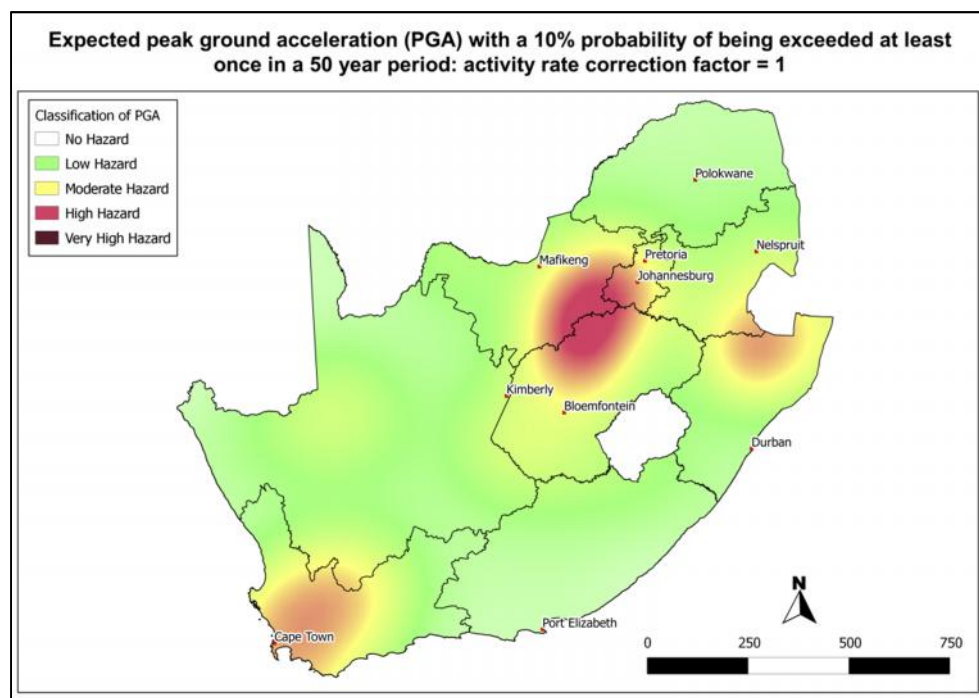 Expected peak ground acceleration (PGA) with a 10% probability of being exceeded at least
once in a 50 year period: activity rate correction factor = 1
Classification of PGA
No Hazard
Low Hazard
Moderate Hazard
High Hazard
Very High Hazard
Polokwane
Nelspruit
Mafikeng
Pretoria
Johannesburg
Kimberly
Bloemfontein
Durban
Cape Town
Port Elizabeth
N
0 250 500 750